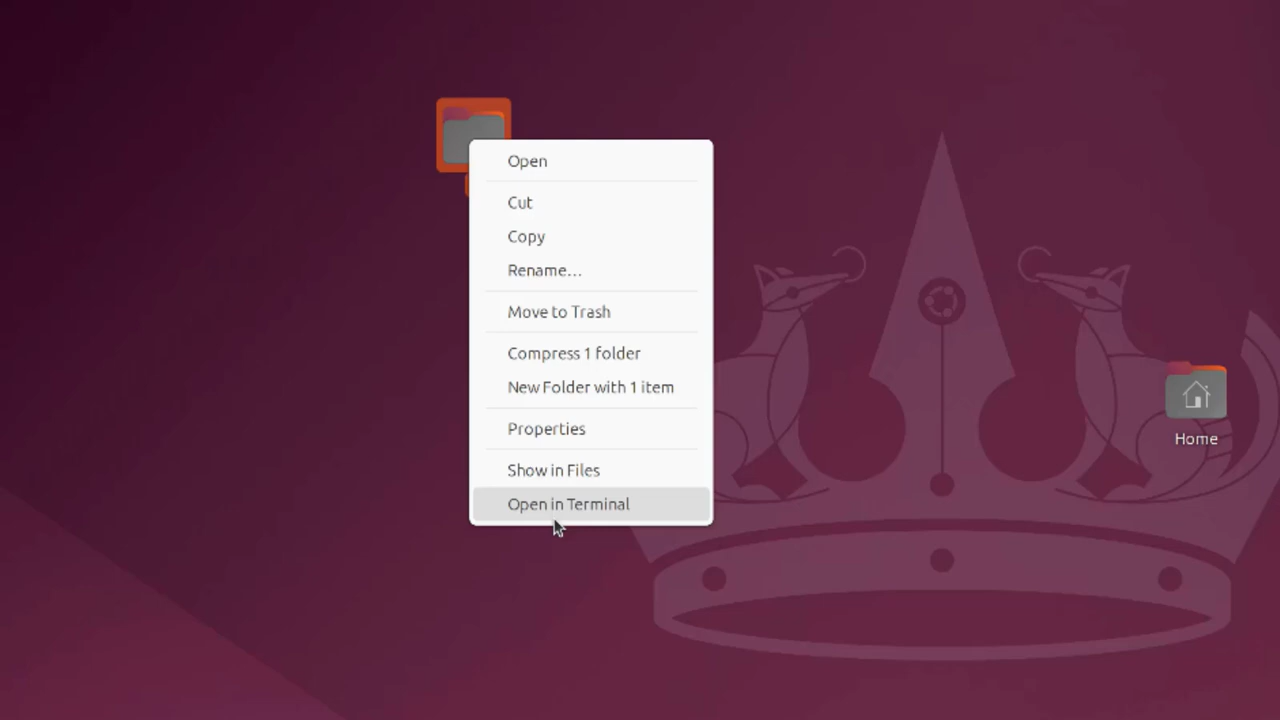 Open
Cut
Copy
Rename…
Move to Trash
Compress 1 folder
New Folder with 1 item
Properties
Show in Files
Open in Terminal
Home